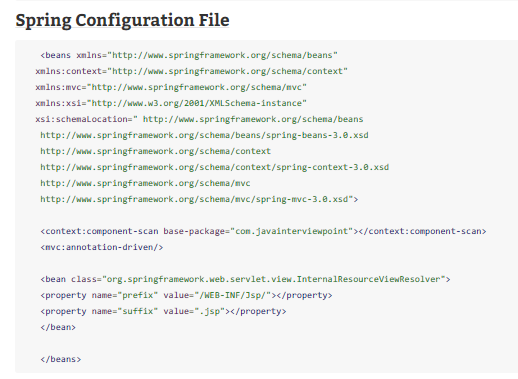 Spring Configuration File
<beans xmlns="http://www.springframework.org/schema/beans"
xmlns:context="http://www.springframework.org/schema/context"
xmlns:mvc="http://www.springframework.org/schema/mvc"
xmlns:xsi="http://www.w3.org/2001/XMLSchema-instance"
xsi:schemaLocation=" http://www.springframework.org/schema/beans
http://www.springframework.org/schema/beans/spring-beans-3.0.xsd
http://www.springframework.org/schema/context
http://www.springframework.org/schema/context/spring-context-3.0.xsd
http://www.springframework.org/schema/mvc
http://www.springframework.org/schema/mvc/spring-mvc-3.0.xsd">
<context:component-scan base-package="com.javainterviewpoint"></context:component-scan>
<mvc:annotation-driven/>
<bean class="org.springframework.web.servlet.view.InternalResourceViewResolver">
<property name="prefix" value="/WEB-INF/Jsp/"></property>
<property name="suffix" value=".jsp"></property>
</bean>
</beans>